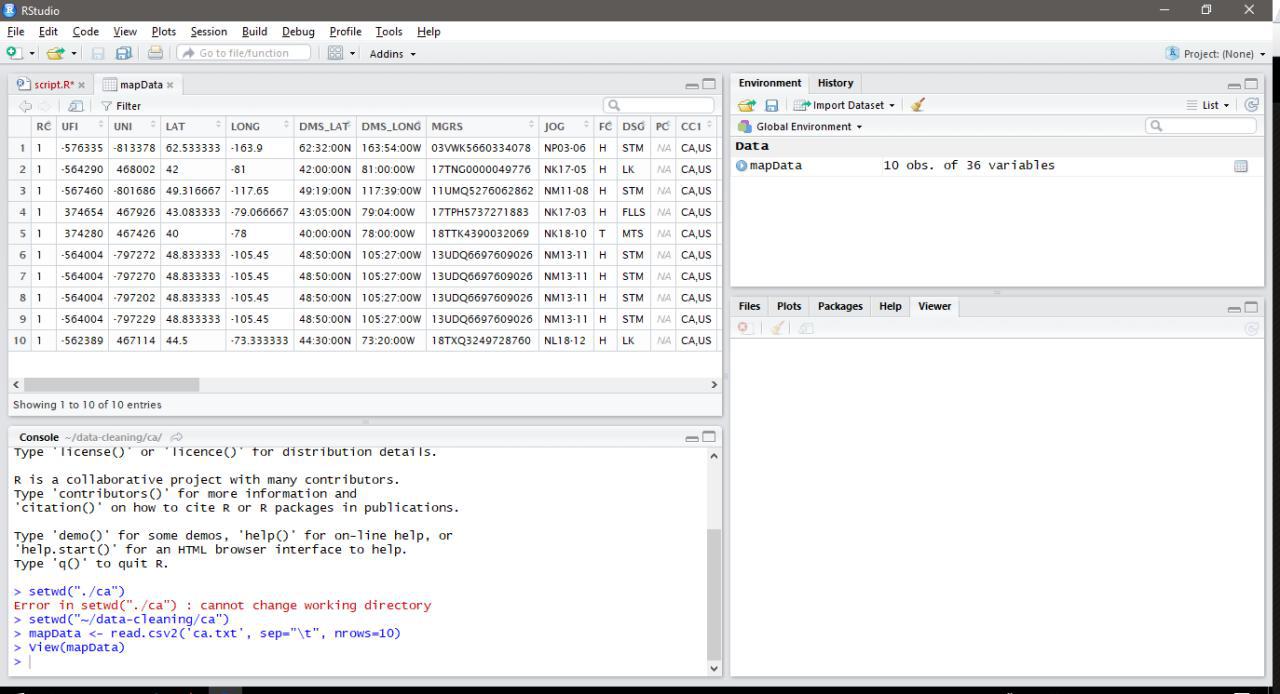 RStudio
File Edit Code View Plots Session Build Debug Profile Tools Help
Go to file/function Addins Project: (None)
script.R* mapData
Filter
RC UFI UNI LAT LONG DMS_LAT DMS_LONG MGRS JOG FC DSG PC CC1
1 1 -576335 -813378 62.533333 -163.9 62:32:00N 163:54:00W 03VWK5660334078 NP03-06 H STM NA CA,US
2 1 -564290 468002 42 -81 42:00:00N 81:00:00W 17TNG0000049776 NK17-05 H LK NA CA,US
3 1 -567460 -801686 49.316667 -117.65 49:19:00N 117:39:00W 11UMQ5276062862 NM11-08 H STM NA CA,US
4 1 374654 467926 43.083333 -79.066667 43:05:00N 79:04:00W 17TPH5737271883 NK17-03 H FLLS NA CA,US
5 1 374280 467426 40 -78 40:00:00N 78:00:00W 18TTK4390032069 NK18-10 T MTS NA CA,US
6 1 -564004 -797272 48.833333 -105.45 48:50:00N 105:27:00W 13UDQ6697609026 NM13-11 H STM NA CA,US
7 1 -564004 -797270 48.833333 -105.45 48:50:00N 105:27:00W 13UDQ6697609026 NM13-11 H STM NA CA,US
8 1 -564004 -797202 48.833333 -105.45 48:50:00N 105:27:00W 13UDQ6697609026 NM13-11 H STM NA CA,US
9 1 -564004 -797229 48.833333 -105.45 48:50:00N 105:27:00W 13UDQ6697609026 NM13-11 H STM NA CA,US
10 1 -562389 467114 44.5 -73.333333 44:30:00N 73:20:00W 18TXQ3249728760 NL18-12 H LK NA CA,US
Showing 1 to 10 of 10 entries
Console ~/data-cleaning/ca/
Type 'license()' or 'licence()' for distribution details.
R is a collaborative project with many contributors.
Type 'contributors()' for more information and
'citation()' on how to cite R or R packages in publications.
Type 'demo()' for some demos, 'help()' for on-line help, or
'help.start()' for an HTML browser interface to help.
Type 'q()' to quit R.
> setwd("./ca")
Error in setwd("./ca") : cannot change working directory
> setwd("~/data-cleaning/ca")
> mapData <- read.csv2('ca.txt', sep="\t", nrows=10)
> View(mapData)
>
Environment History
Import Dataset List
Global Environment
Data
mapData 10 obs. of 36 variables
Files Plots Packages Help Viewer